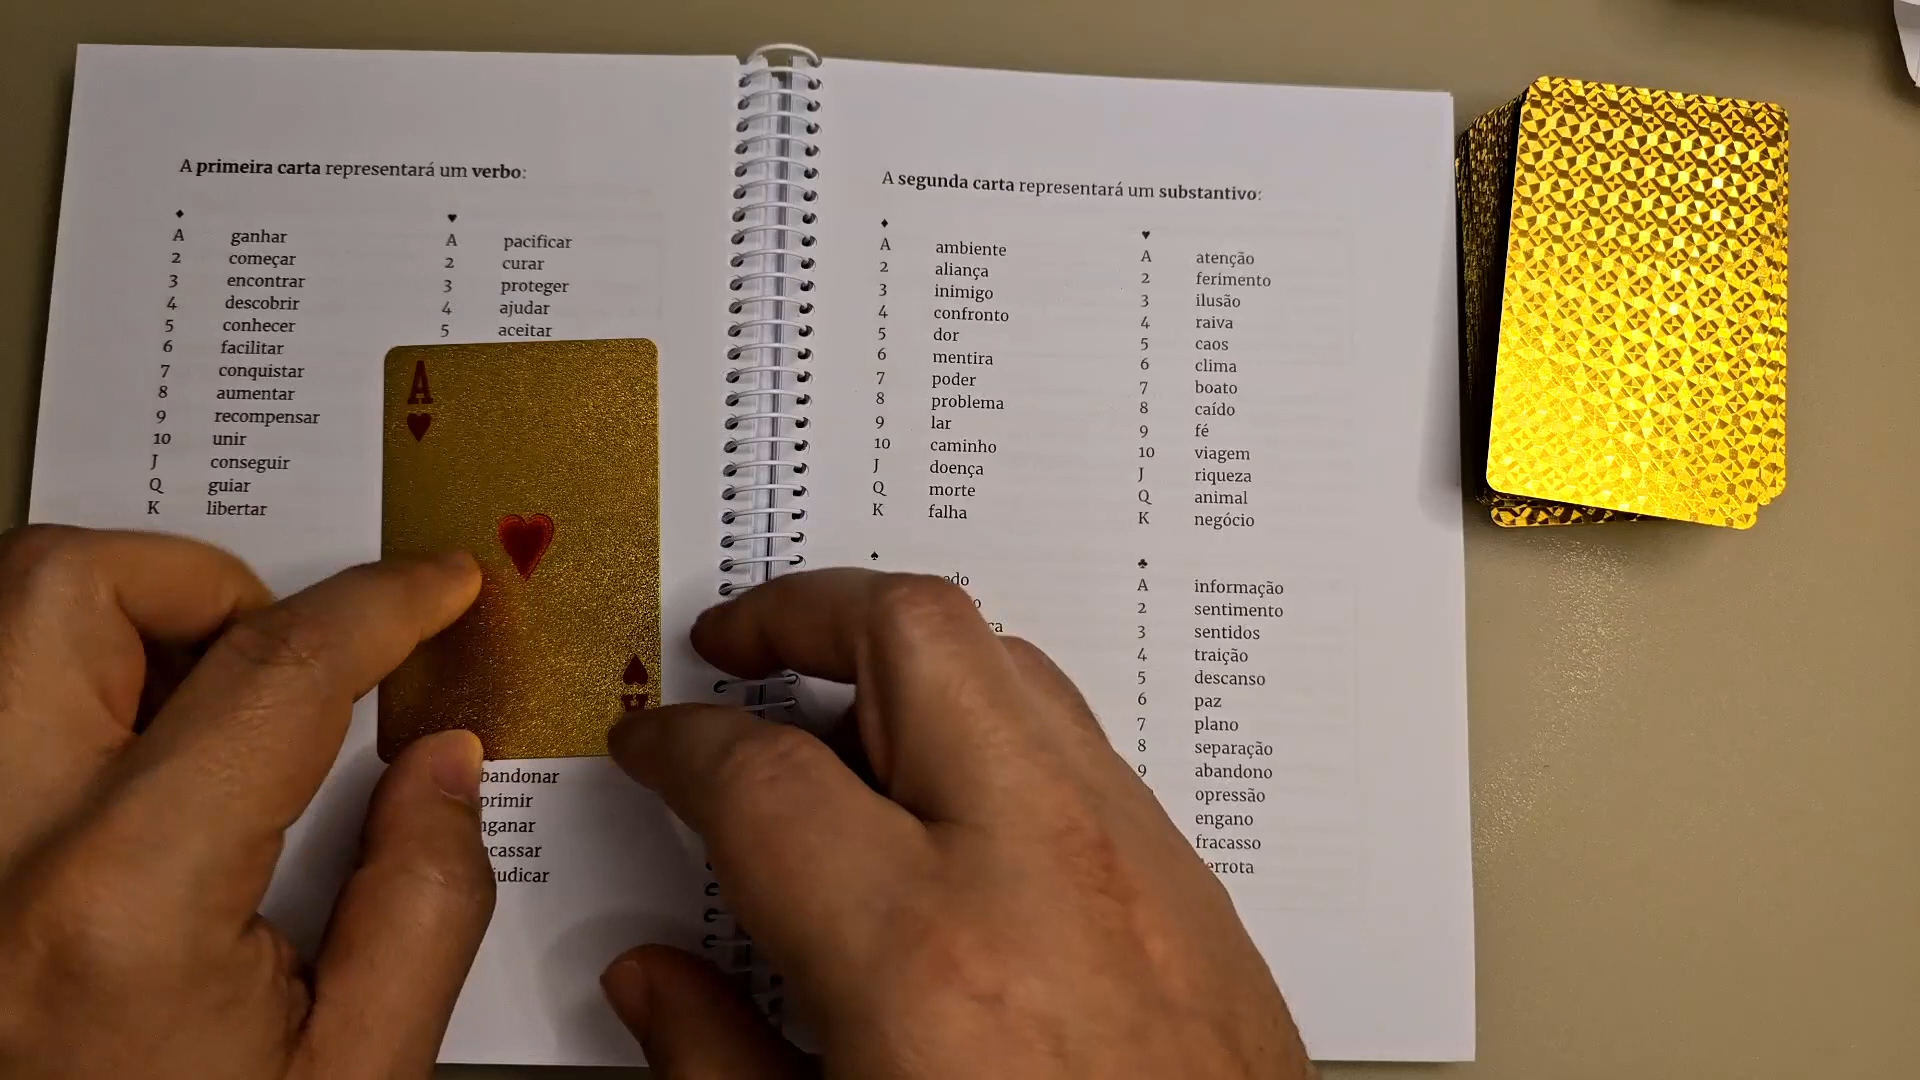 A primeira carta representará um verbo:
♦
A ganhar
2 começar
3 encontrar
4 descobrir
5 conhecer
6 facilitar
7 conquistar
8 aumentar
9 recompensar
10 unir
J conseguir
Q guiar
K libertar
♥
A pacificar
2 curar
3 proteger
4 ajudar
5 aceitar
A
A
A segunda carta representará um substantivo:
♦
A ambiente
2 aliança
3 inimigo
4 confronto
5 dor
6 mentira
7 poder
8 problema
9 lar
10 caminho
J doença
Q morte
K falha
♥
A atenção
2 ferimento
3 ilusão
4 raiva
5 caos
6 clima
7 boato
8 caído
9 fé
10 viagem
J riqueza
Q animal
K negócio
♠
♣
A informação
2 sentimento
3 sentidos
4 traição
5 descanso
6 paz
7 plano
8 separação
9 abandono
opressão
engano
fracasso